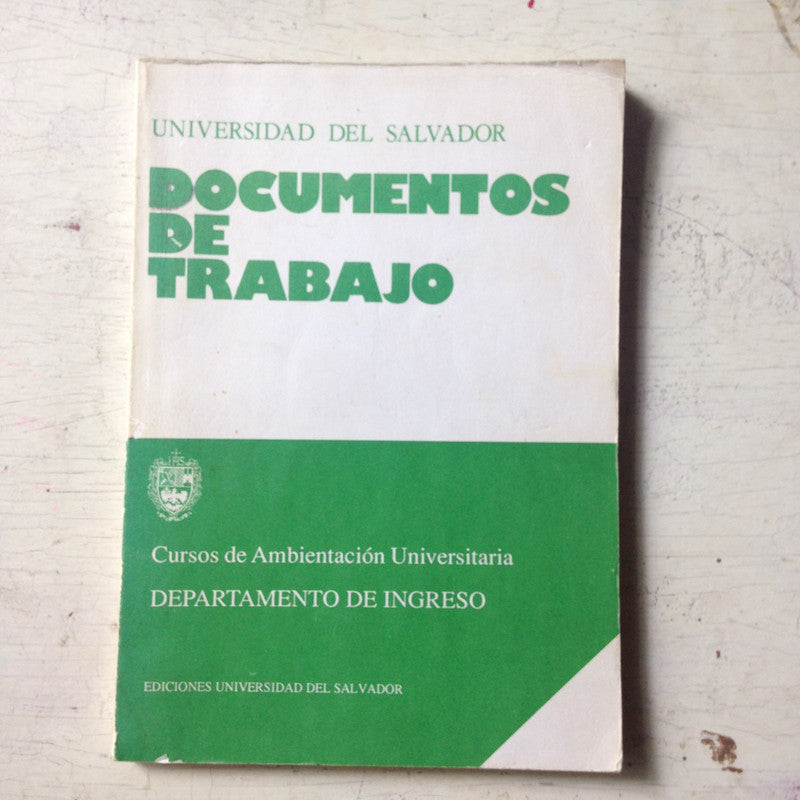 UNIVERSIDAD DEL SALVADOR
DOCUMENTOS
DE
TRABAJO
Cursos de Ambientación Universitaria
DEPARTAMENTO DE INGRESO
EDICIONES UNIVERSIDAD DEL SALVADOR